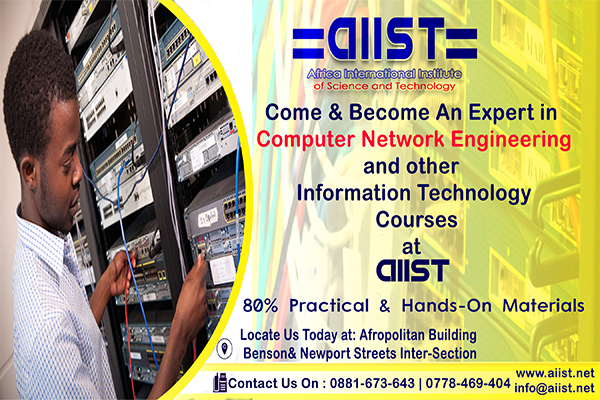 =aiiST=
Africa International Institute
of Science and Technology
Come & Become An Expert in
Computer Network Engineering
and other
Information Technology
Courses
at
aiiST
80% Practical & Hands-On Materials
Locate Us Today at: Afropolitan Building
Benson& Newport Streets Inter-Section
Contact Us On : 0881-673-643 | 0778-469-404
www.aiist.net
info@aiist.net